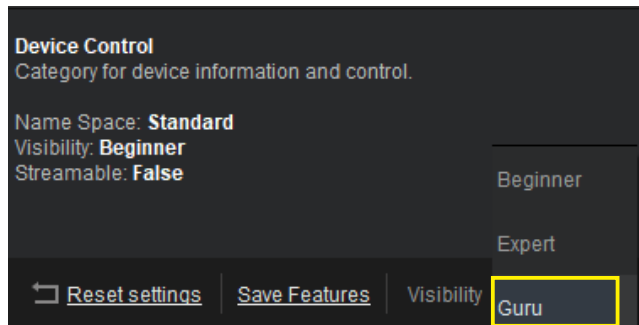 Device Control
Category for device information and control.
Name Space: Standard
Visibility: Beginner
Streamable: False
Beginner
Expert
Reset settings
Save Features
Visibility
Guru